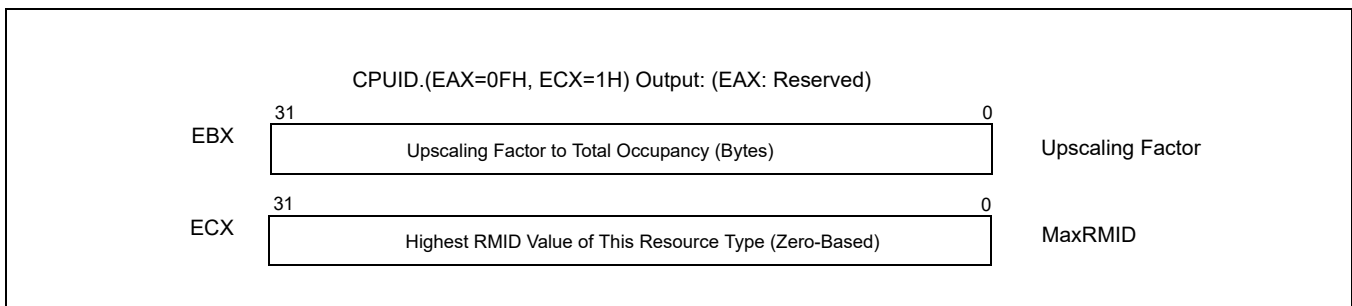 CPUID.(EAX=0FH, ECX=1H) Output: (EAX: Reserved)
31 0
EBX Upscaling Factor to Total Occupancy (Bytes) Upscaling Factor
31 0
ECX Highest RMID Value of This Resource Type (Zero-Based) MaxRMID